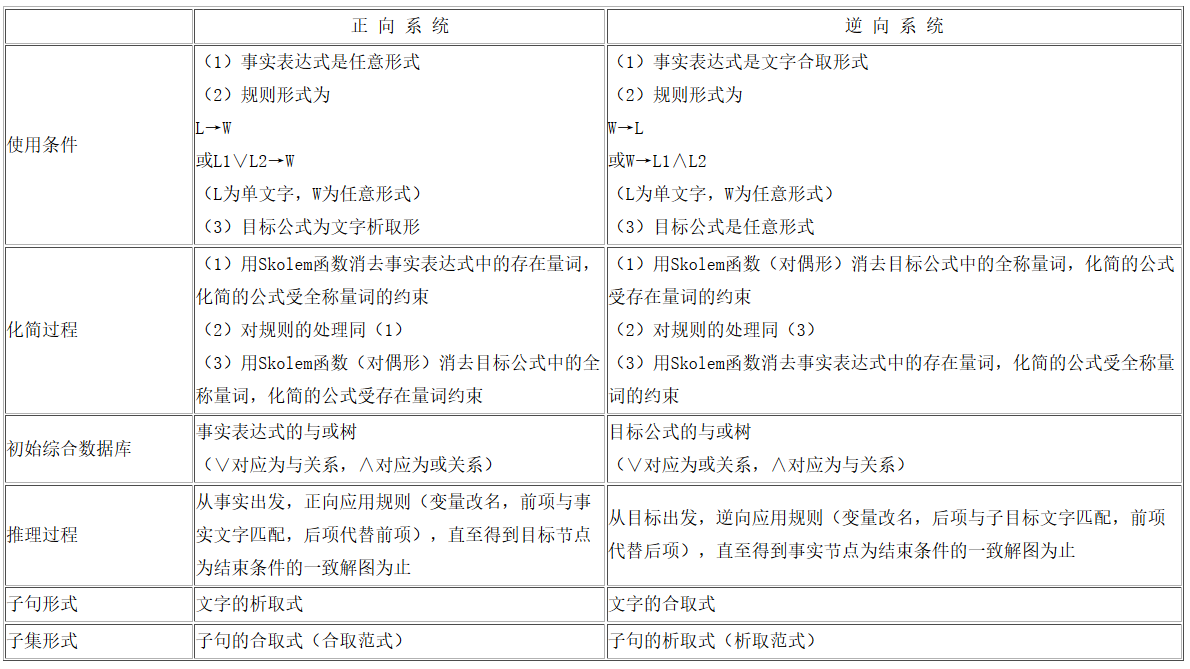 正 向 系 统
逆 向 系 统
使用条件
（1）事实表达式是任意形式
（2）规则形式为
L→W
或L1∨L2→W
（L为单文字，W为任意形式）
（3）目标公式为文字析取形
（1）事实表达式是文字合取形式
（2）规则形式为
W→L
或W→L1∧L2
（L为单文字，W为任意形式）
（3）目标公式是任意形式
化简过程
（1）用Skolem函数消去事实表达式中的存在量词，
化简的公式受全称量词的约束
（2）对规则的处理同（1）
（3）用Skolem函数（对偶形）消去目标公式中的全
称量词，化简的公式受存在量词约束
（1）用Skolem函数（对偶形）消去目标公式中的全称量词，化简的公式
受存在量词的约束
（2）对规则的处理同（3）
（3）用Skolem函数消去事实表达式中的存在量词，化简的公式受全称量
词的约束
初始综合数据库
事实表达式的与或树
（∨对应为与关系，∧对应为或关系）
目标公式的与或树
（∨对应为或关系，∧对应为与关系）
推理过程
从事实出发，正向应用规则（变量改名，前项与事
实文字匹配，后项代替前项），直至得到目标节点
为结束条件的一致解图为止
从目标出发，逆向应用规则（变量改名，后项与子目标文字匹配，前项
代替后项），直至得到事实节点为结束条件的一致解图为止
子句形式
文字的析取式
文字的合取式
子集形式
子句的合取式（合取范式）
子句的析取式（析取范式）